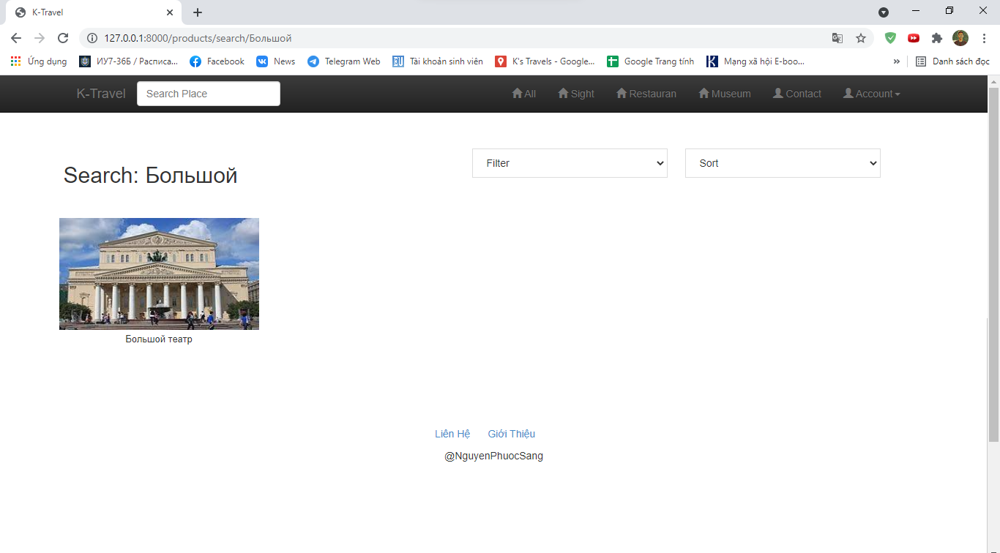 K-Travel
127.0.0.1:8000/products/search/Большой
Ứng dụng ИУ7-36Б / Располиса... Facebook News Telegram Web Tài khoản sinh viên K's Travels - Google... Google Trang tính Mạng xã hội E-boo... » Danh sách đọc
K-Travel Search Place All Sight Restauran Museum Contact Account
Filter Sort
Search: Большой
Большой театр
Liên Hệ Giới Thiệu
@NguyenPhuocSang